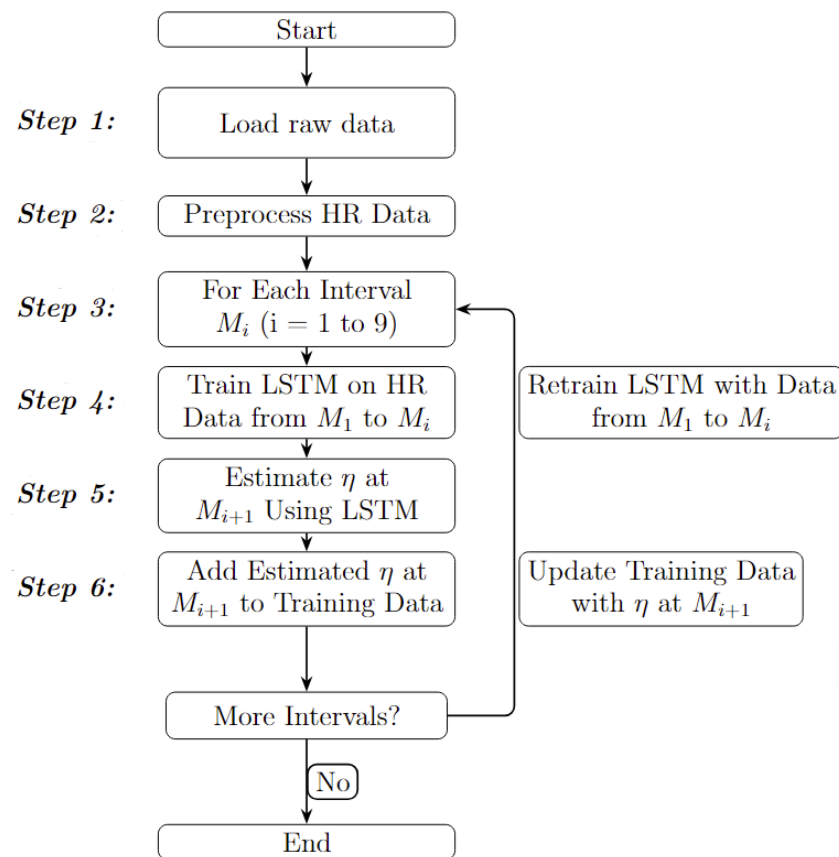 Start
Step 1:
Load raw data
Step 2:
Preprocess HR Data
Step 3:
For Each Interval
M_i (i = 1 to 9)
Step 4:
Train LSTM on HR
Data from M_1 to M_i
Retrain LSTM with Data
from M_1 to M_i
Step 5:
Estimate η at
M_{i+1} Using LSTM
Step 6:
Add Estimated η at
M_{i+1} to Training Data
Update Training Data
with η at M_{i+1}
More Intervals?
No
End